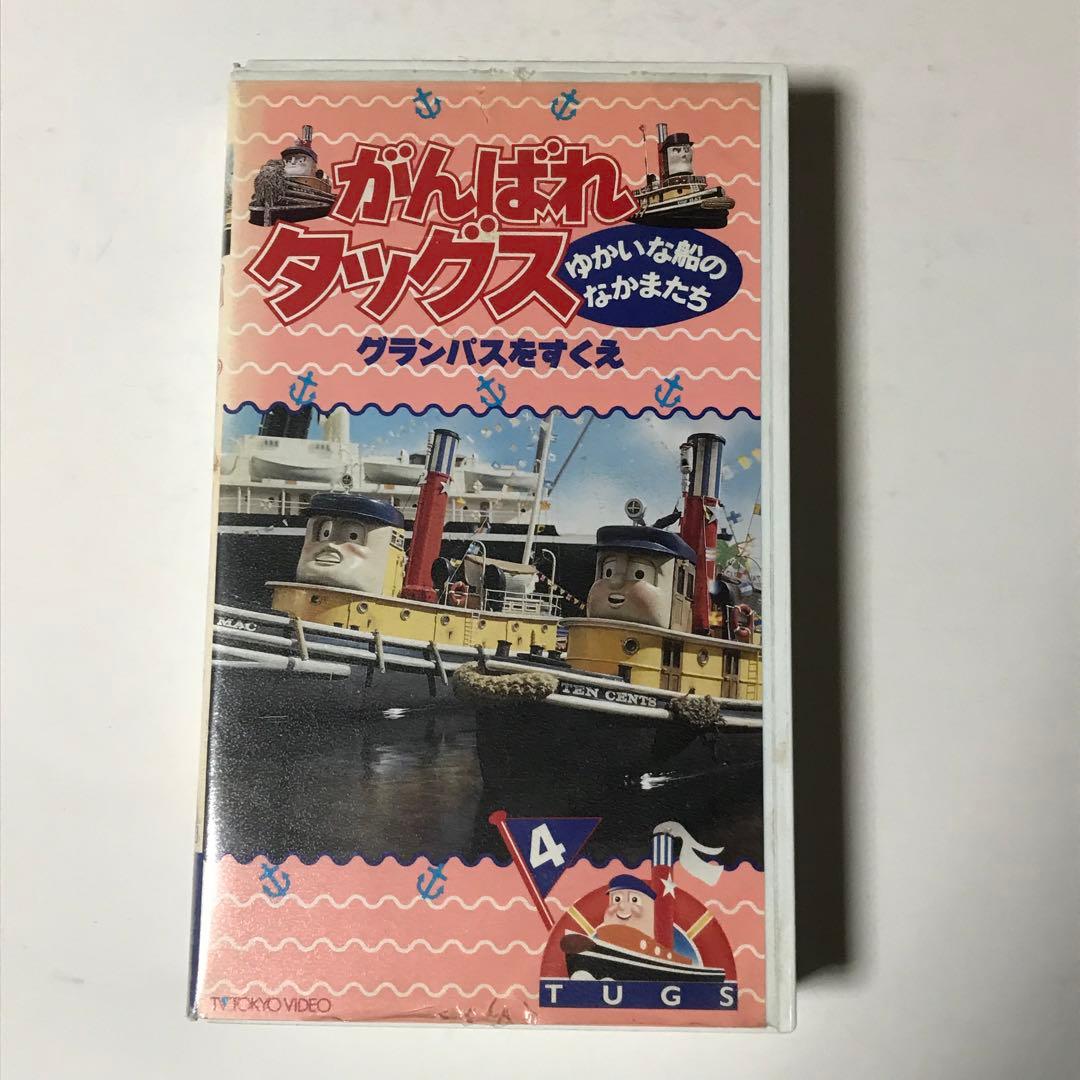 がんばれ
タッグス
ゆかいな船の
なかまたち
グランパスをすくえ
MAC
TEN CENTS
4
TUGS
TV TOKYO VIDEO